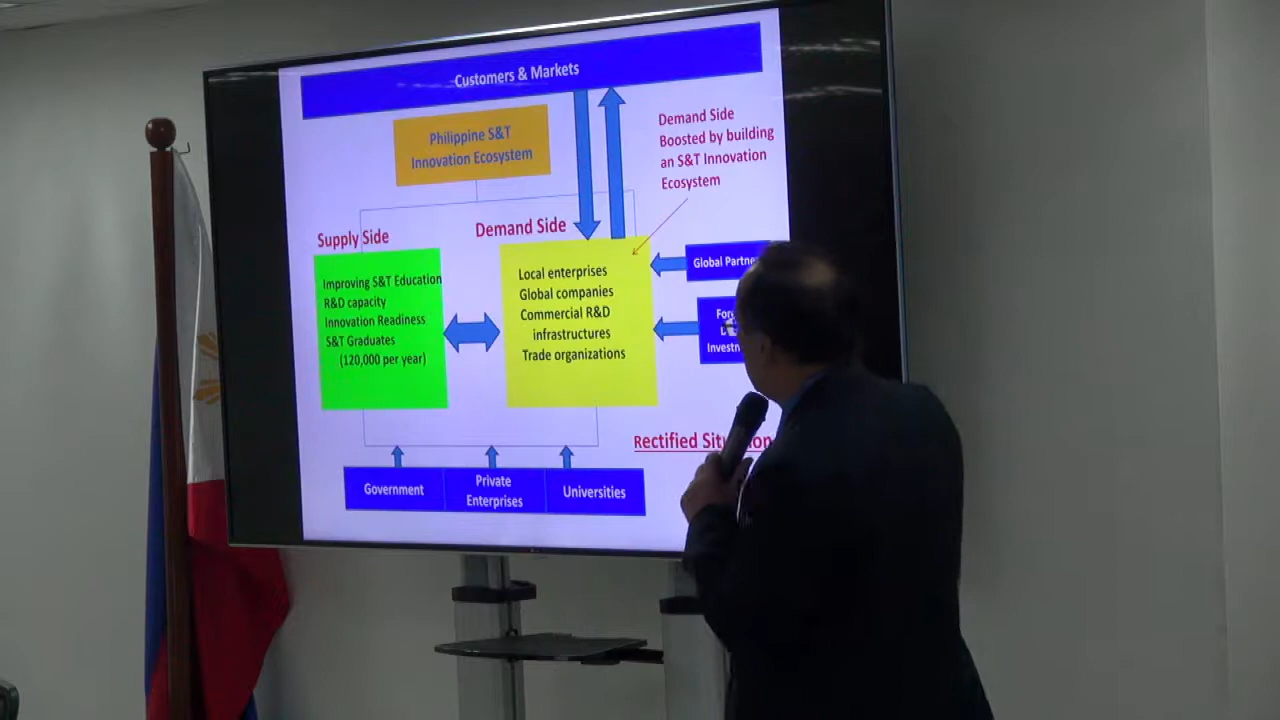 Customers & Markets
Philippine S&T
Innovation Ecosystem
Demand Side
Boosted by building
an S&T Innovation
Ecosystem
Supply Side
Improving S&T Education
R&D capacity
Innovation Readiness
S&T Graduates
(120,000 per year)
Demand Side
Local enterprises
Global companies
Commercial R&D
infrastructures
Trade organizations
Global
Rectified
Government
Private
Enterprises
Universities